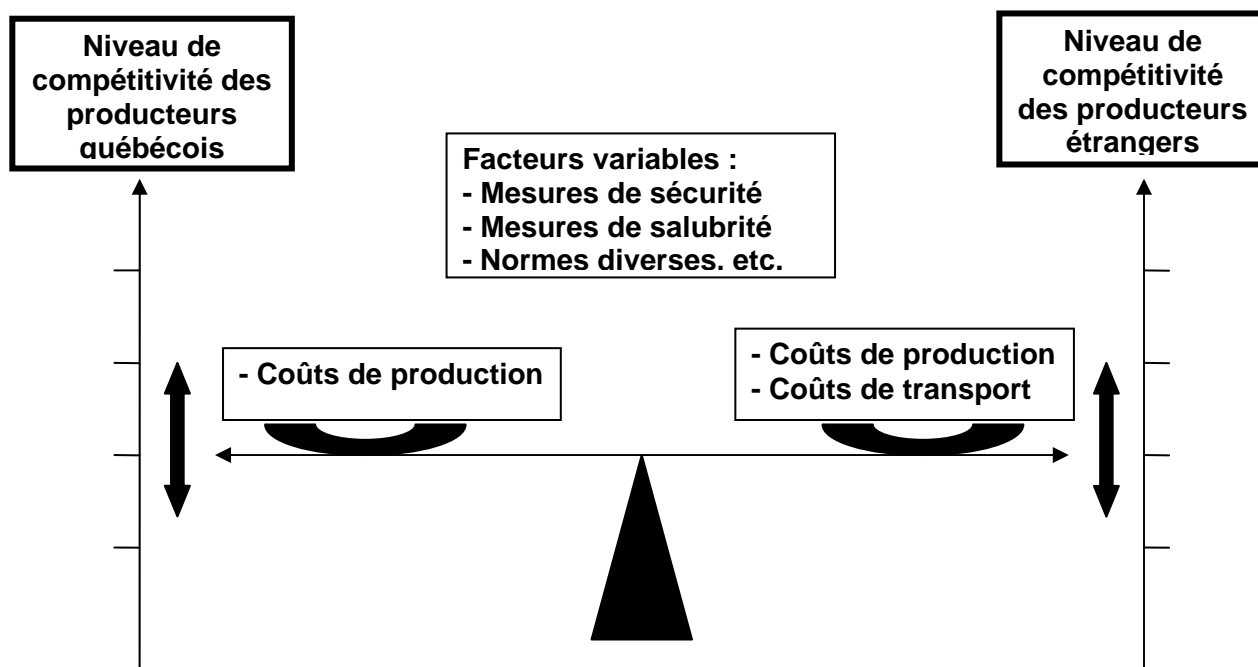 Niveau de
compétitivité des
producteurs
québécois
Niveau de
compétitivité
des producteurs
étrangers
Facteurs variables :
- Mesures de sécurité
- Mesures de salubrité
- Normes diverses, etc.
- Coûts de production
- Coûts de production
- Coûts de transport